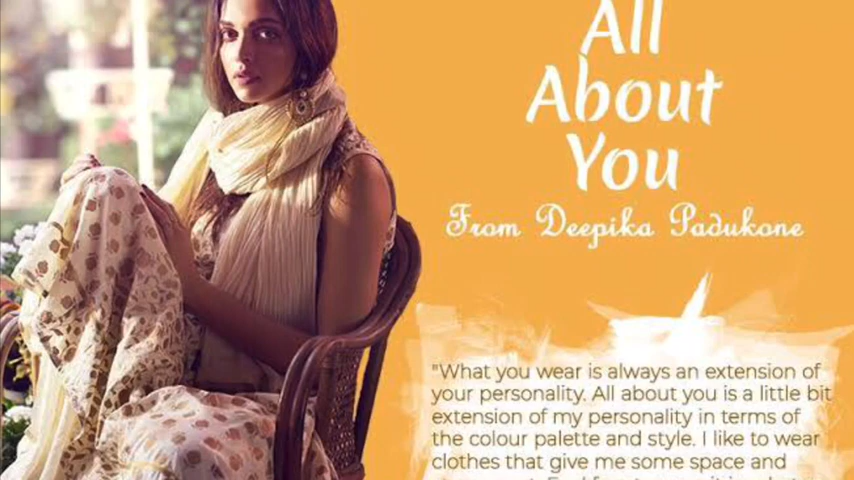 All
About
You
From Deepika Padukone
"What you wear is always an extension of
your personality. All about you is a little bit
extension of my personality in terms of
the colour palette and style. I like to wear
clothes that give me some space and